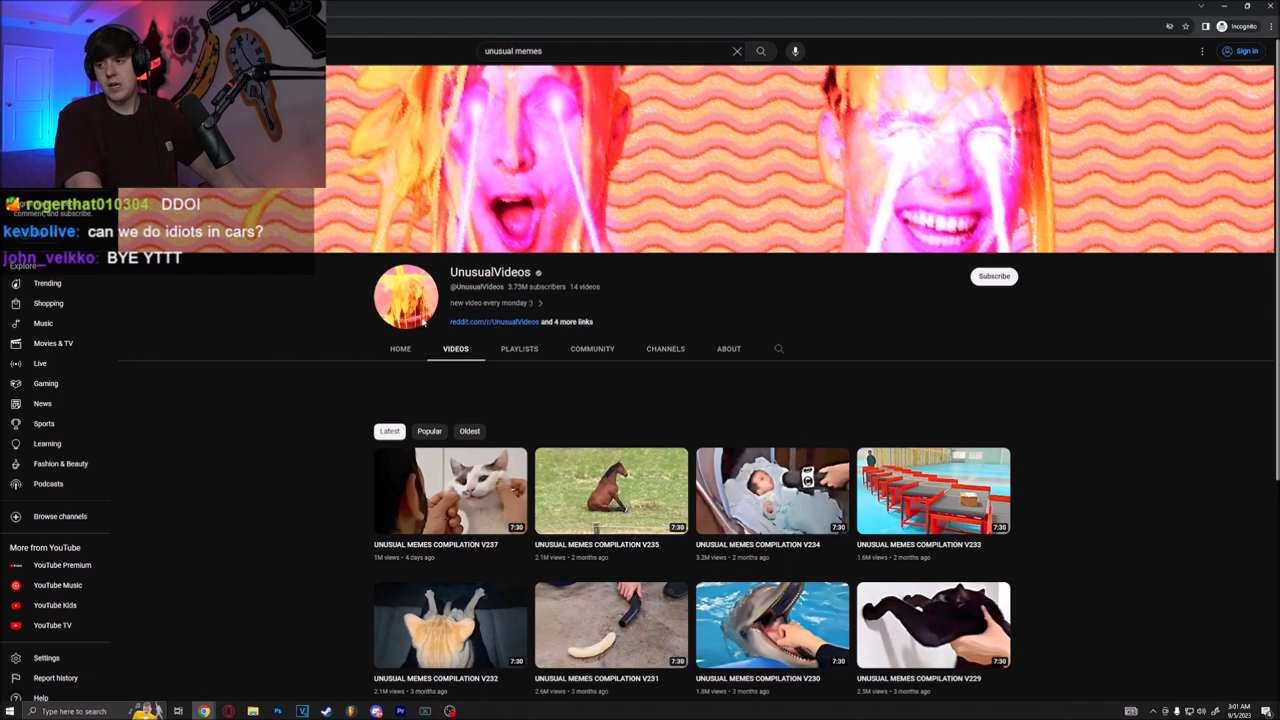 Incognito
unusual memes
Sign in
rogerthat010304: DDOI
comment, and subscribe.
kevbolive: can we do idiots in cars?
john_velkko: BYE YTTT
Explore
Trending
Shopping
Music
Movies & TV
Live
Gaming
News
Sports
Learning
Fashion & Beauty
Podcasts
Browse channels
More from YouTube
YouTube Premium
YouTube Music
YouTube Kids
YouTube TV
Settings
Report history
Help
UnusualVideos
@UnusualVideos 3.73M subscribers 14 videos
new video every monday :)
reddit.com/r/UnusualVideos and 4 more links
Subscribe
HOME VIDEOS PLAYLISTS COMMUNITY CHANNELS ABOUT
Latest Popular Oldest
7:30 7:30 7:30 7:30
UNUSUAL MEMES COMPILATION V237 UNUSUAL MEMES COMPILATION V235 UNUSUAL MEMES COMPILATION V234 UNUSUAL MEMES COMPILATION V233
1M views • 4 days ago 2.1M views • 2 months ago 3.2M views • 2 months ago 1.6M views • 2 months ago
7:30 7:30 7:30 7:30
UNUSUAL MEMES COMPILATION V232 UNUSUAL MEMES COMPILATION V231 UNUSUAL MEMES COMPILATION V230 UNUSUAL MEMES COMPILATION V229
2.1M views • 3 months ago 2.6M views • 3 months ago 1.8M views • 3 months ago 2.5M views • 3 months ago
Type here to search
3:01 AM
9/5/2023